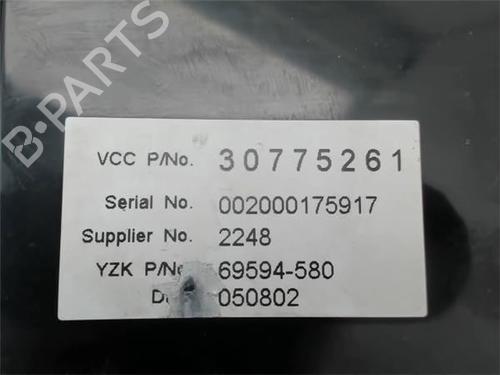 B-PARTS
VCC P/No. 30775261
Serial No. 002000175917
Supplier No. 2248
YZK P/No. 69594-580
050802